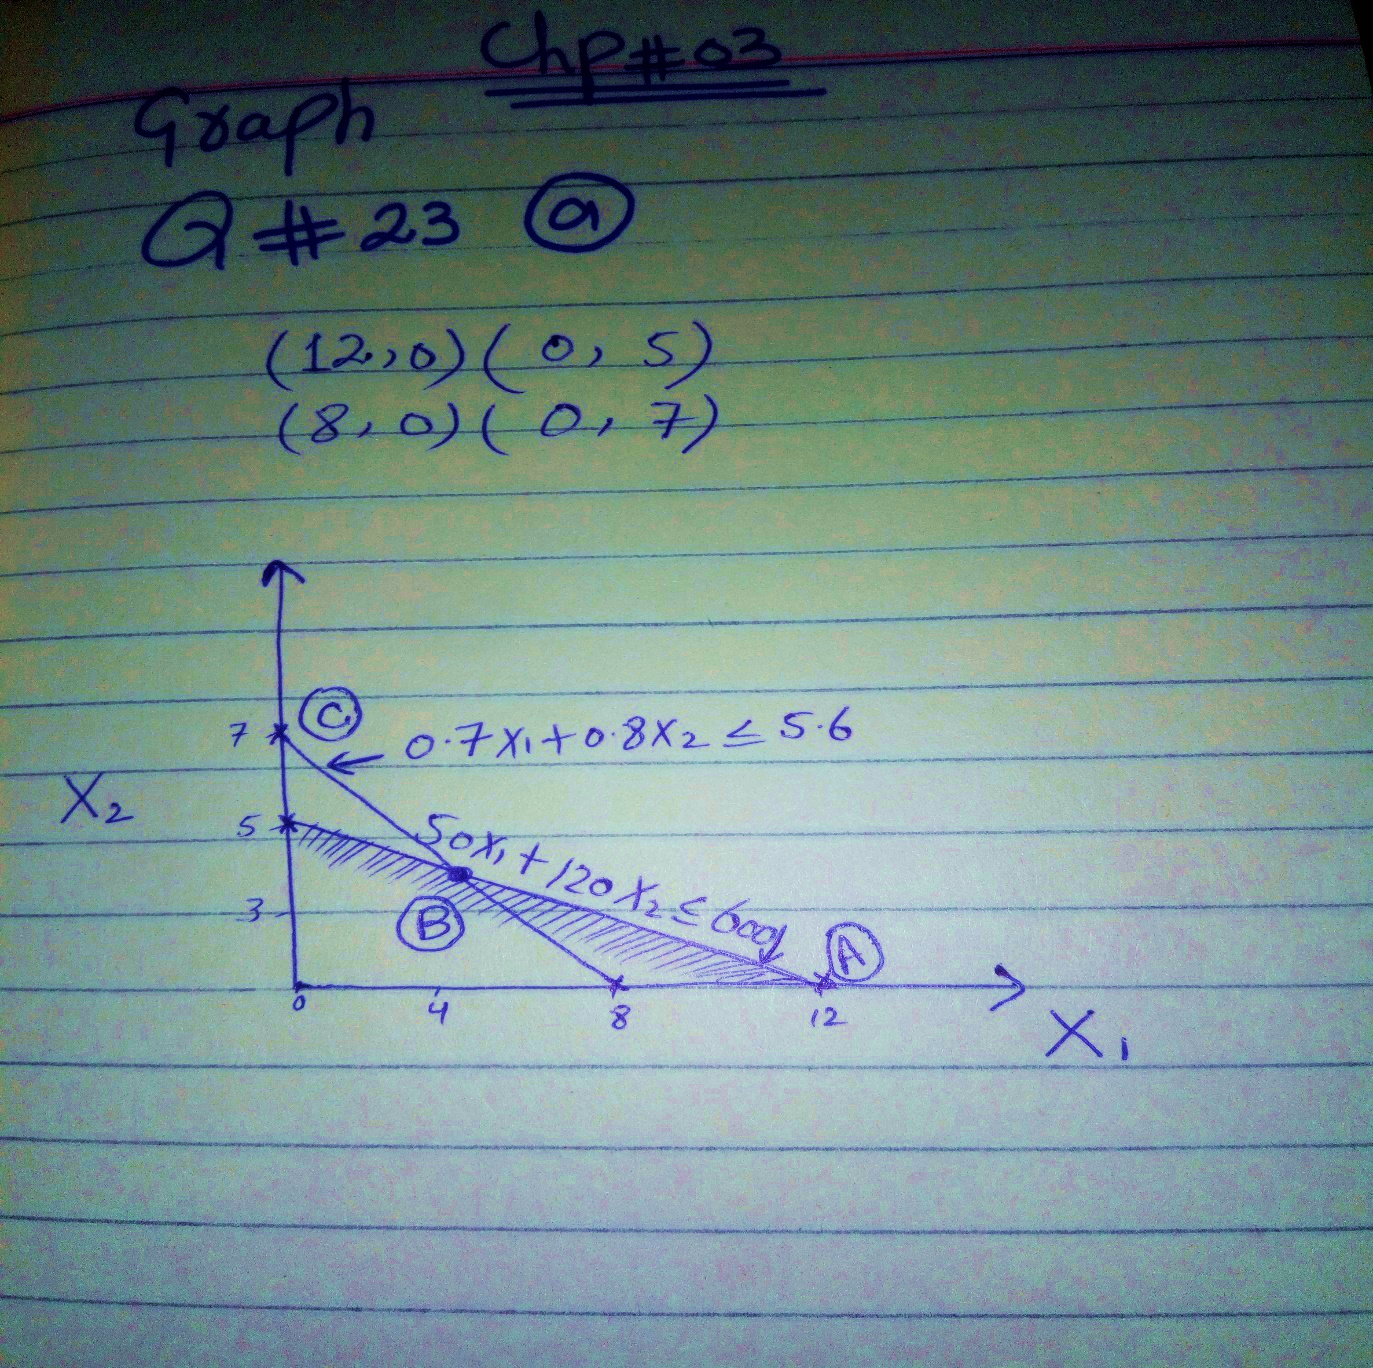 Chp#03
Graph
Q # 23 (a)
(12,0)( 0, 5)
(8, 0)( 0, 7)
7 C 0.7X₁+0.8X₂ ≤ 5.6
X₂
5 50X₁ + 120X₂ ≤ 600
3 B A
0 4 8 12
X₁